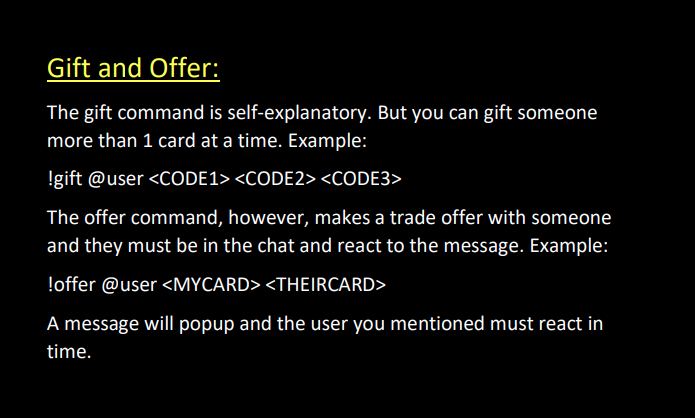 Gift and Offer:
The gift command is self-explanatory. But you can gift someone
more than 1 card at a time. Example:
!gift @user <CODE1> <CODE2> <CODE3>
The offer command, however, makes a trade offer with someone
and they must be in the chat and react to the message. Example:
!offer @user <MYCARD> <THEIRCARD>
A message will popup and the user you mentioned must react in
time.